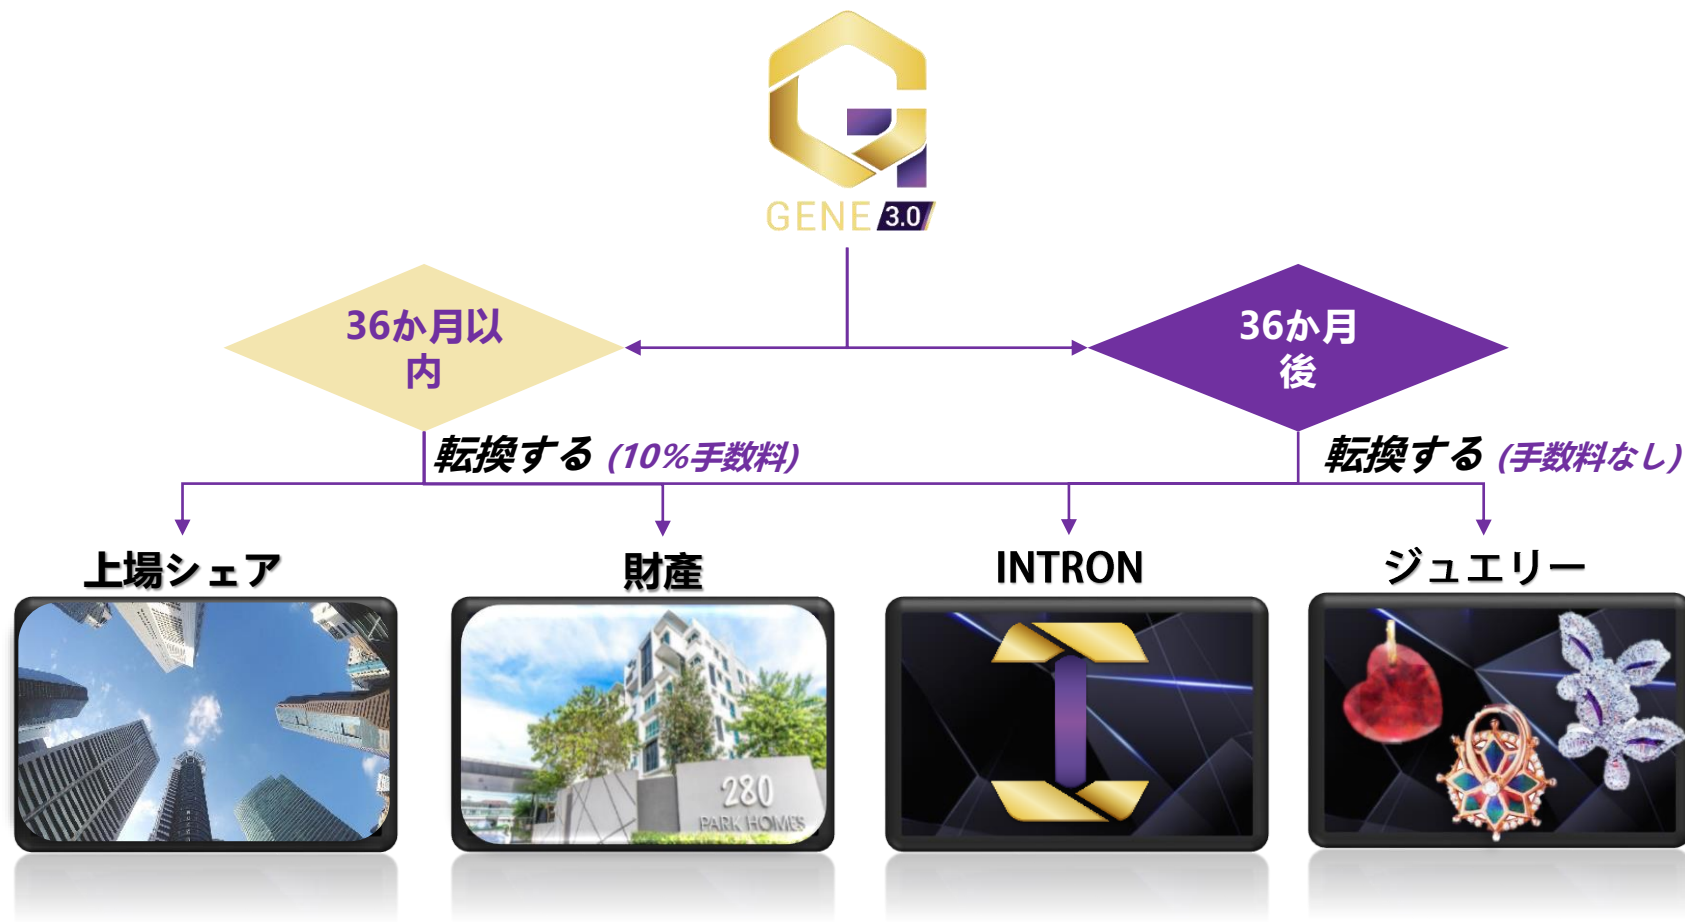 GENE 3.0
36か月以
内
36か月
後
転換する (10%手数料)
転換する (手数料なし)
上場シェア
財產
INTRON
ジュエリー
280
PARK HOMES